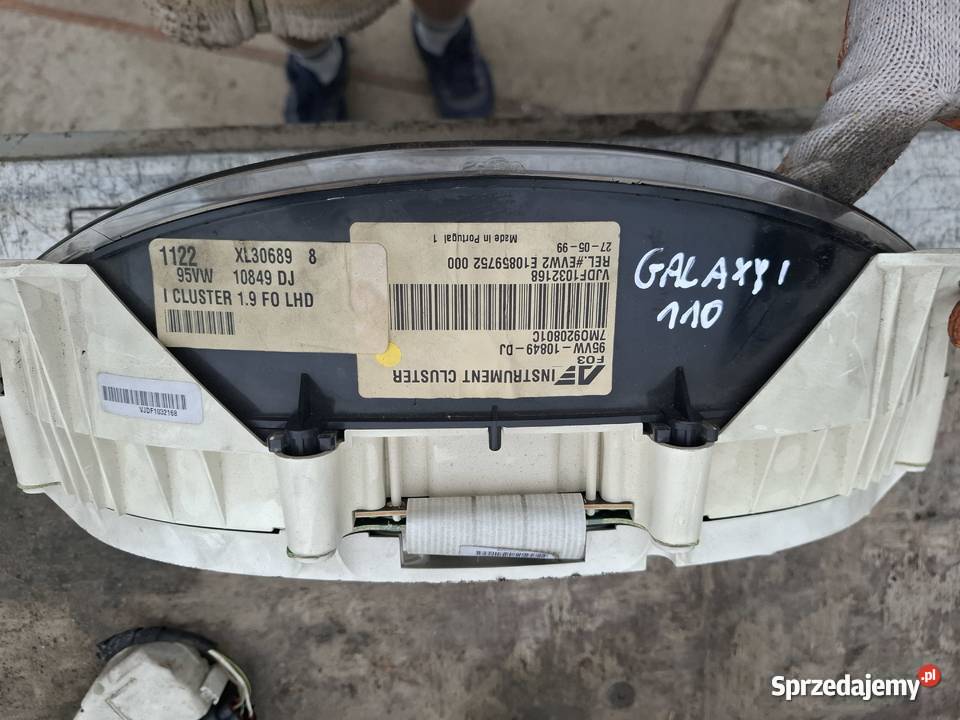 1122 XL30689 8
95VW 10849 DJ
I CLUSTER 1.9 FO LHD
INSTRUMENT CLUSTER
F03
95VW-10849-DJ
7M0920801C
VJDF1032168
REL.#EVW2 E10859752 000
27-05-99
Made in Portugal 1
GALAXY I
110
VJDF1032168
Sprzedajemy.pl